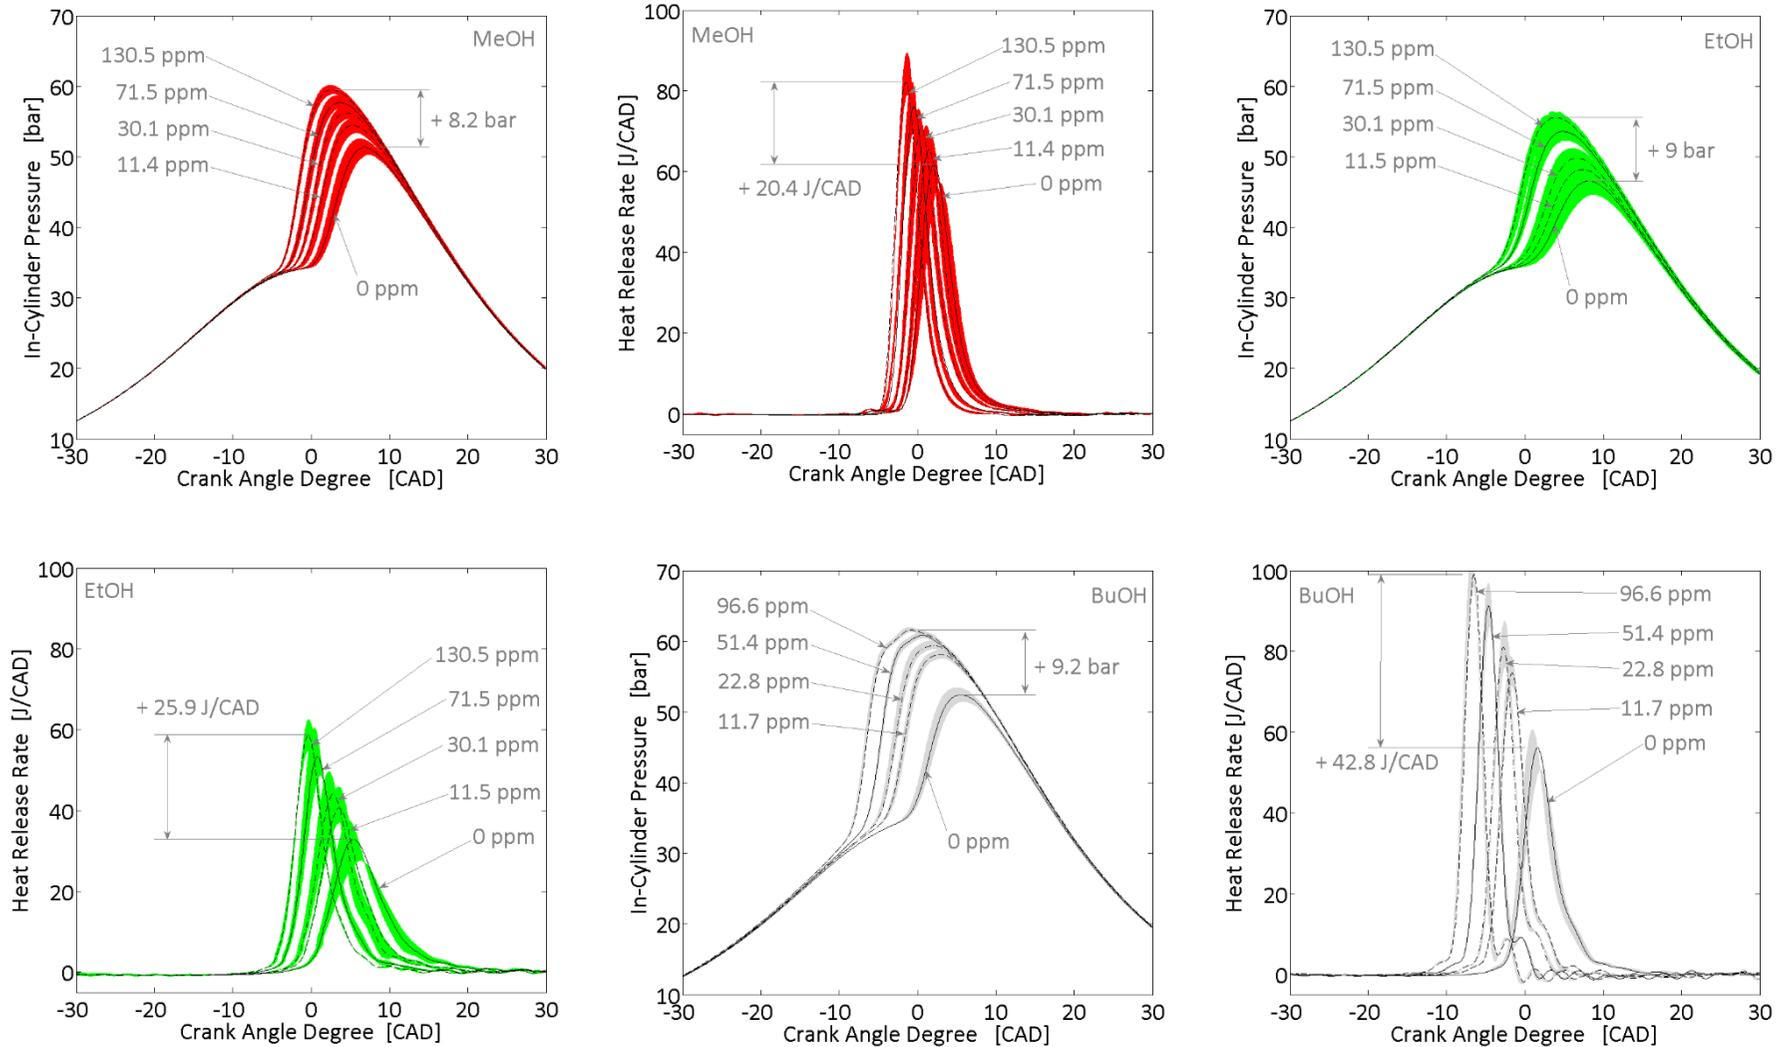 MeOH
130.5 ppm
71.5 ppm
30.1 ppm
11.4 ppm
0 ppm
+ 8.2 bar
70
60
50
40
30
20
10
-30 -20 -10 0 10 20 30
In-Cylinder Pressure [bar]
Crank Angle Degree [CAD]
MeOH
130.5 ppm
71.5 ppm
30.1 ppm
11.4 ppm
0 ppm
+ 20.4 J/CAD
100
80
60
40
20
0
-30 -20 -10 0 10 20 30
Heat Release Rate [J/CAD]
Crank Angle Degree [CAD]
EtOH
130.5 ppm
71.5 ppm
30.1 ppm
11.5 ppm
0 ppm
+ 9 bar
70
60
50
40
30
20
10
-30 -20 -10 0 10 20 30
In-Cylinder Pressure [bar]
Crank Angle Degree [CAD]
EtOH
130.5 ppm
71.5 ppm
30.1 ppm
11.5 ppm
0 ppm
+ 25.9 J/CAD
100
80
60
40
20
0
-30 -20 -10 0 10 20 30
Heat Release Rate [J/CAD]
Crank Angle Degree [CAD]
BuOH
96.6 ppm
51.4 ppm
22.8 ppm
11.7 ppm
0 ppm
+ 9.2 bar
70
60
50
40
30
20
10
-30 -20 -10 0 10 20 30
In-Cylinder Pressure [bar]
Crank Angle Degree [CAD]
BuOH
96.6 ppm
51.4 ppm
22.8 ppm
11.7 ppm
0 ppm
+ 42.8 J/CAD
100
80
60
40
20
0
-30 -20 -10 0 10 20 30
Heat Release Rate [J/CAD]
Crank Angle Degree [CAD]